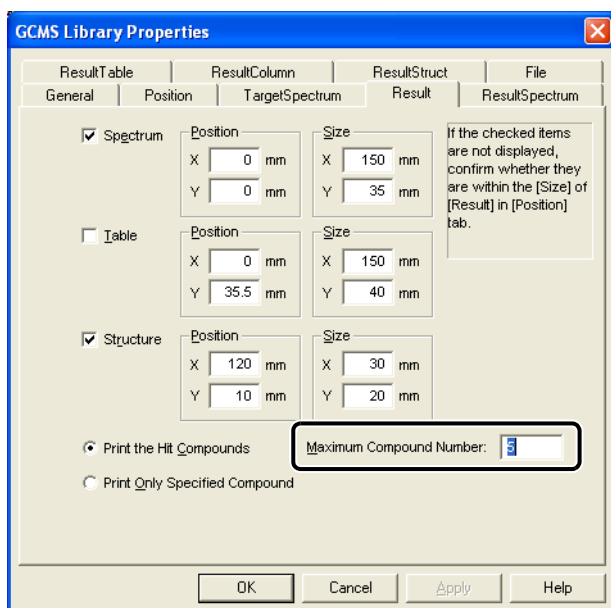 GCMS Library Properties
ResultTable ResultColumn ResultStruct File
General Position TargetSpectrum Result ResultSpectrum
Spectrum
Position
X 0 mm
Y 0 mm
Size
X 150 mm
Y 35 mm
If the checked items
are not displayed,
confirm whether they
are within the [Size] of
[Result] in [Position]
tab.
Table
Position
X 0 mm
Y 35.5 mm
Size
X 150 mm
Y 40 mm
Structure
Position
X 120 mm
Y 10 mm
Size
X 30 mm
Y 20 mm
Print the Hit Compounds
Maximum Compound Number: 5
Print Only Specified Compound
OK Cancel Apply Help